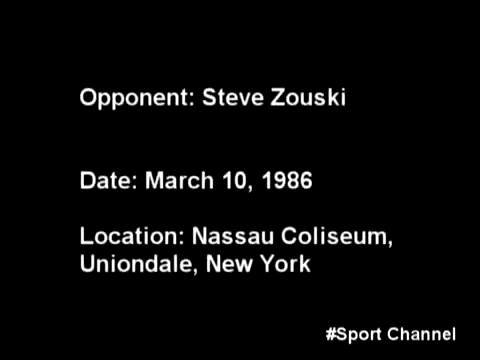 Opponent: Steve Zouski
Date: March 10, 1986
Location: Nassau Coliseum,
Uniondale, New York
#Sport Channel